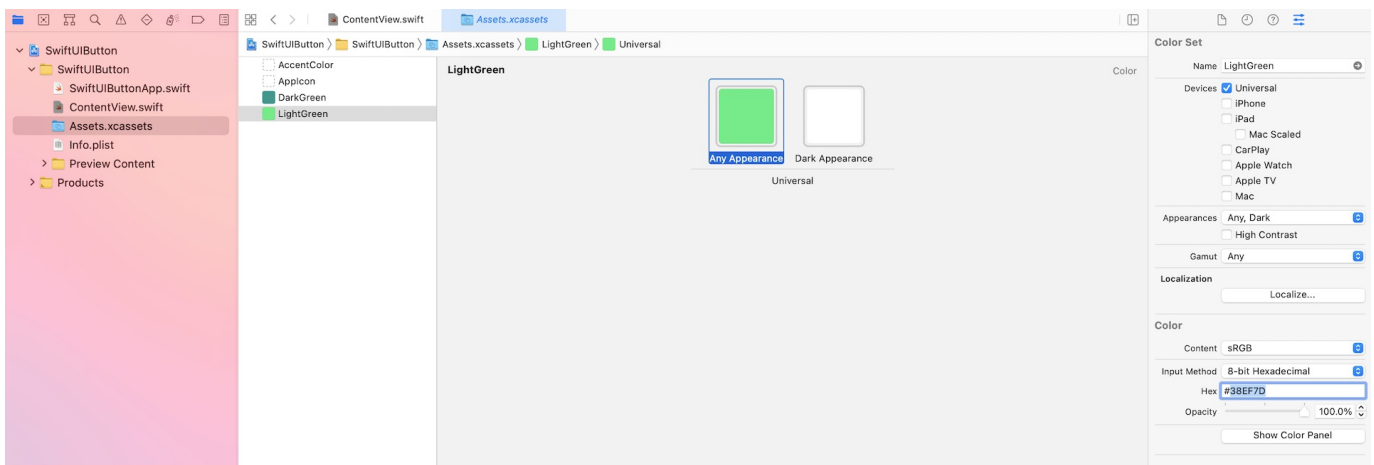 ContentView.swift
Assets.xcassets
SwiftUIButton
SwiftUIButton
SwiftUIButtonApp.swift
ContentView.swift
Assets.xcassets
Info.plist
Preview Content
Products
SwiftUIButton 〉 SwiftUIButton 〉 Assets.xcassets 〉 LightGreen 〉 Universal
AccentColor
AppIcon
DarkGreen
LightGreen
LightGreen
Color
Any Appearance
Dark Appearance
Universal
Color Set
Name LightGreen
Devices Universal
iPhone
iPad
Mac Scaled
CarPlay
Apple Watch
Apple TV
Mac
Appearances Any, Dark
High Contrast
Gamut Any
Localization
Localize...
Color
Content sRGB
Input Method 8-bit Hexadecimal
Hex #38EF7D
Opacity 100.0%
Show Color Panel